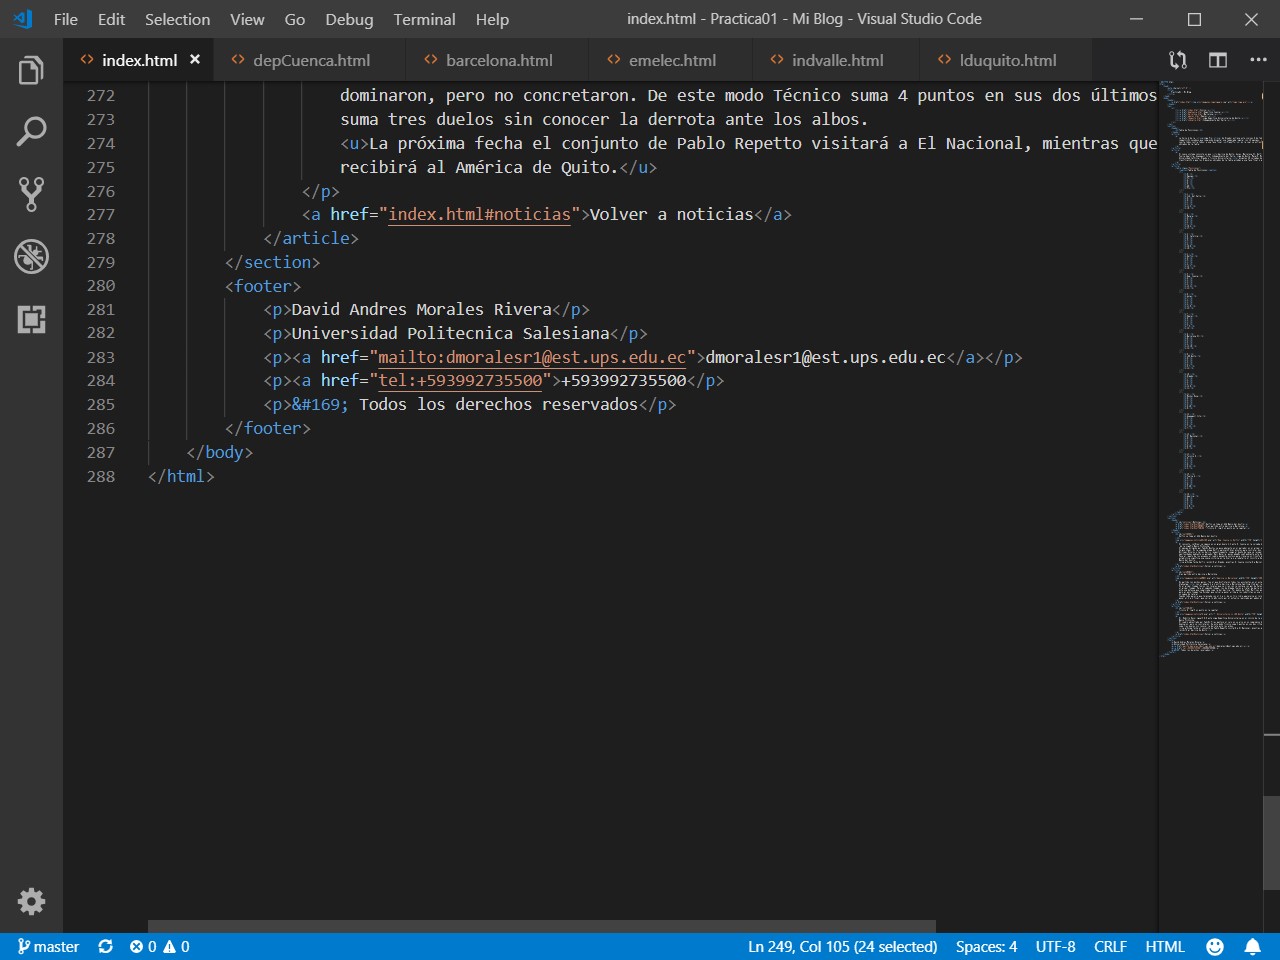 File Edit Selection View Go Debug Terminal Help
index.html - Practica01 - Mi Blog - Visual Studio Code
index.html depCuenca.html barcelona.html emelec.html indvalle.html lduquito.html
272 dominaron, pero no concretaron. De este modo Técnico suma 4 puntos en sus dos últimos
273 suma tres duelos sin conocer la derrota ante los albos.
274 <u>La próxima fecha el conjunto de Pablo Repetto visitará a El Nacional, mientras que
275 recibirá al América de Quito.</u>
276 </p>
277 <a href="index.html#noticias">Volver a noticias</a>
278 </article>
279 </section>
280 <footer>
281 <p>David Andres Morales Rivera</p>
282 <p>Universidad Politecnica Salesiana</p>
283 <p><a href="mailto:dmoralesr1@est.ups.edu.ec">dmoralesr1@est.ups.edu.ec</a></p>
284 <p><a href="tel:+593992735500">+593992735500</p>
285 <p>&#169; Todos los derechos reservados</p>
286 </footer>
287 </body>
288 </html>
master 0 0 Ln 249, Col 105 (24 selected) Spaces: 4 UTF-8 CRLF HTML